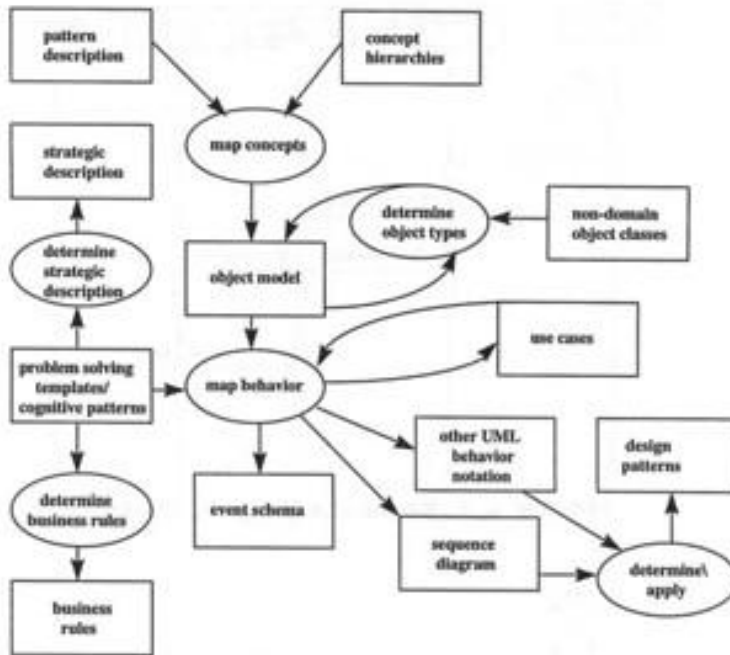 pattern
description
concept
hierarchies
map concepts
strategic
description
determine
object types
non-domain
object classes
determine
strategic
description
object model
use cases
problem solving
templates/
cognitive patterns
map behavior
other UML
behavior
notation
design
patterns
determine
business rules
event schema
sequence
diagram
determine\
apply
business
rules